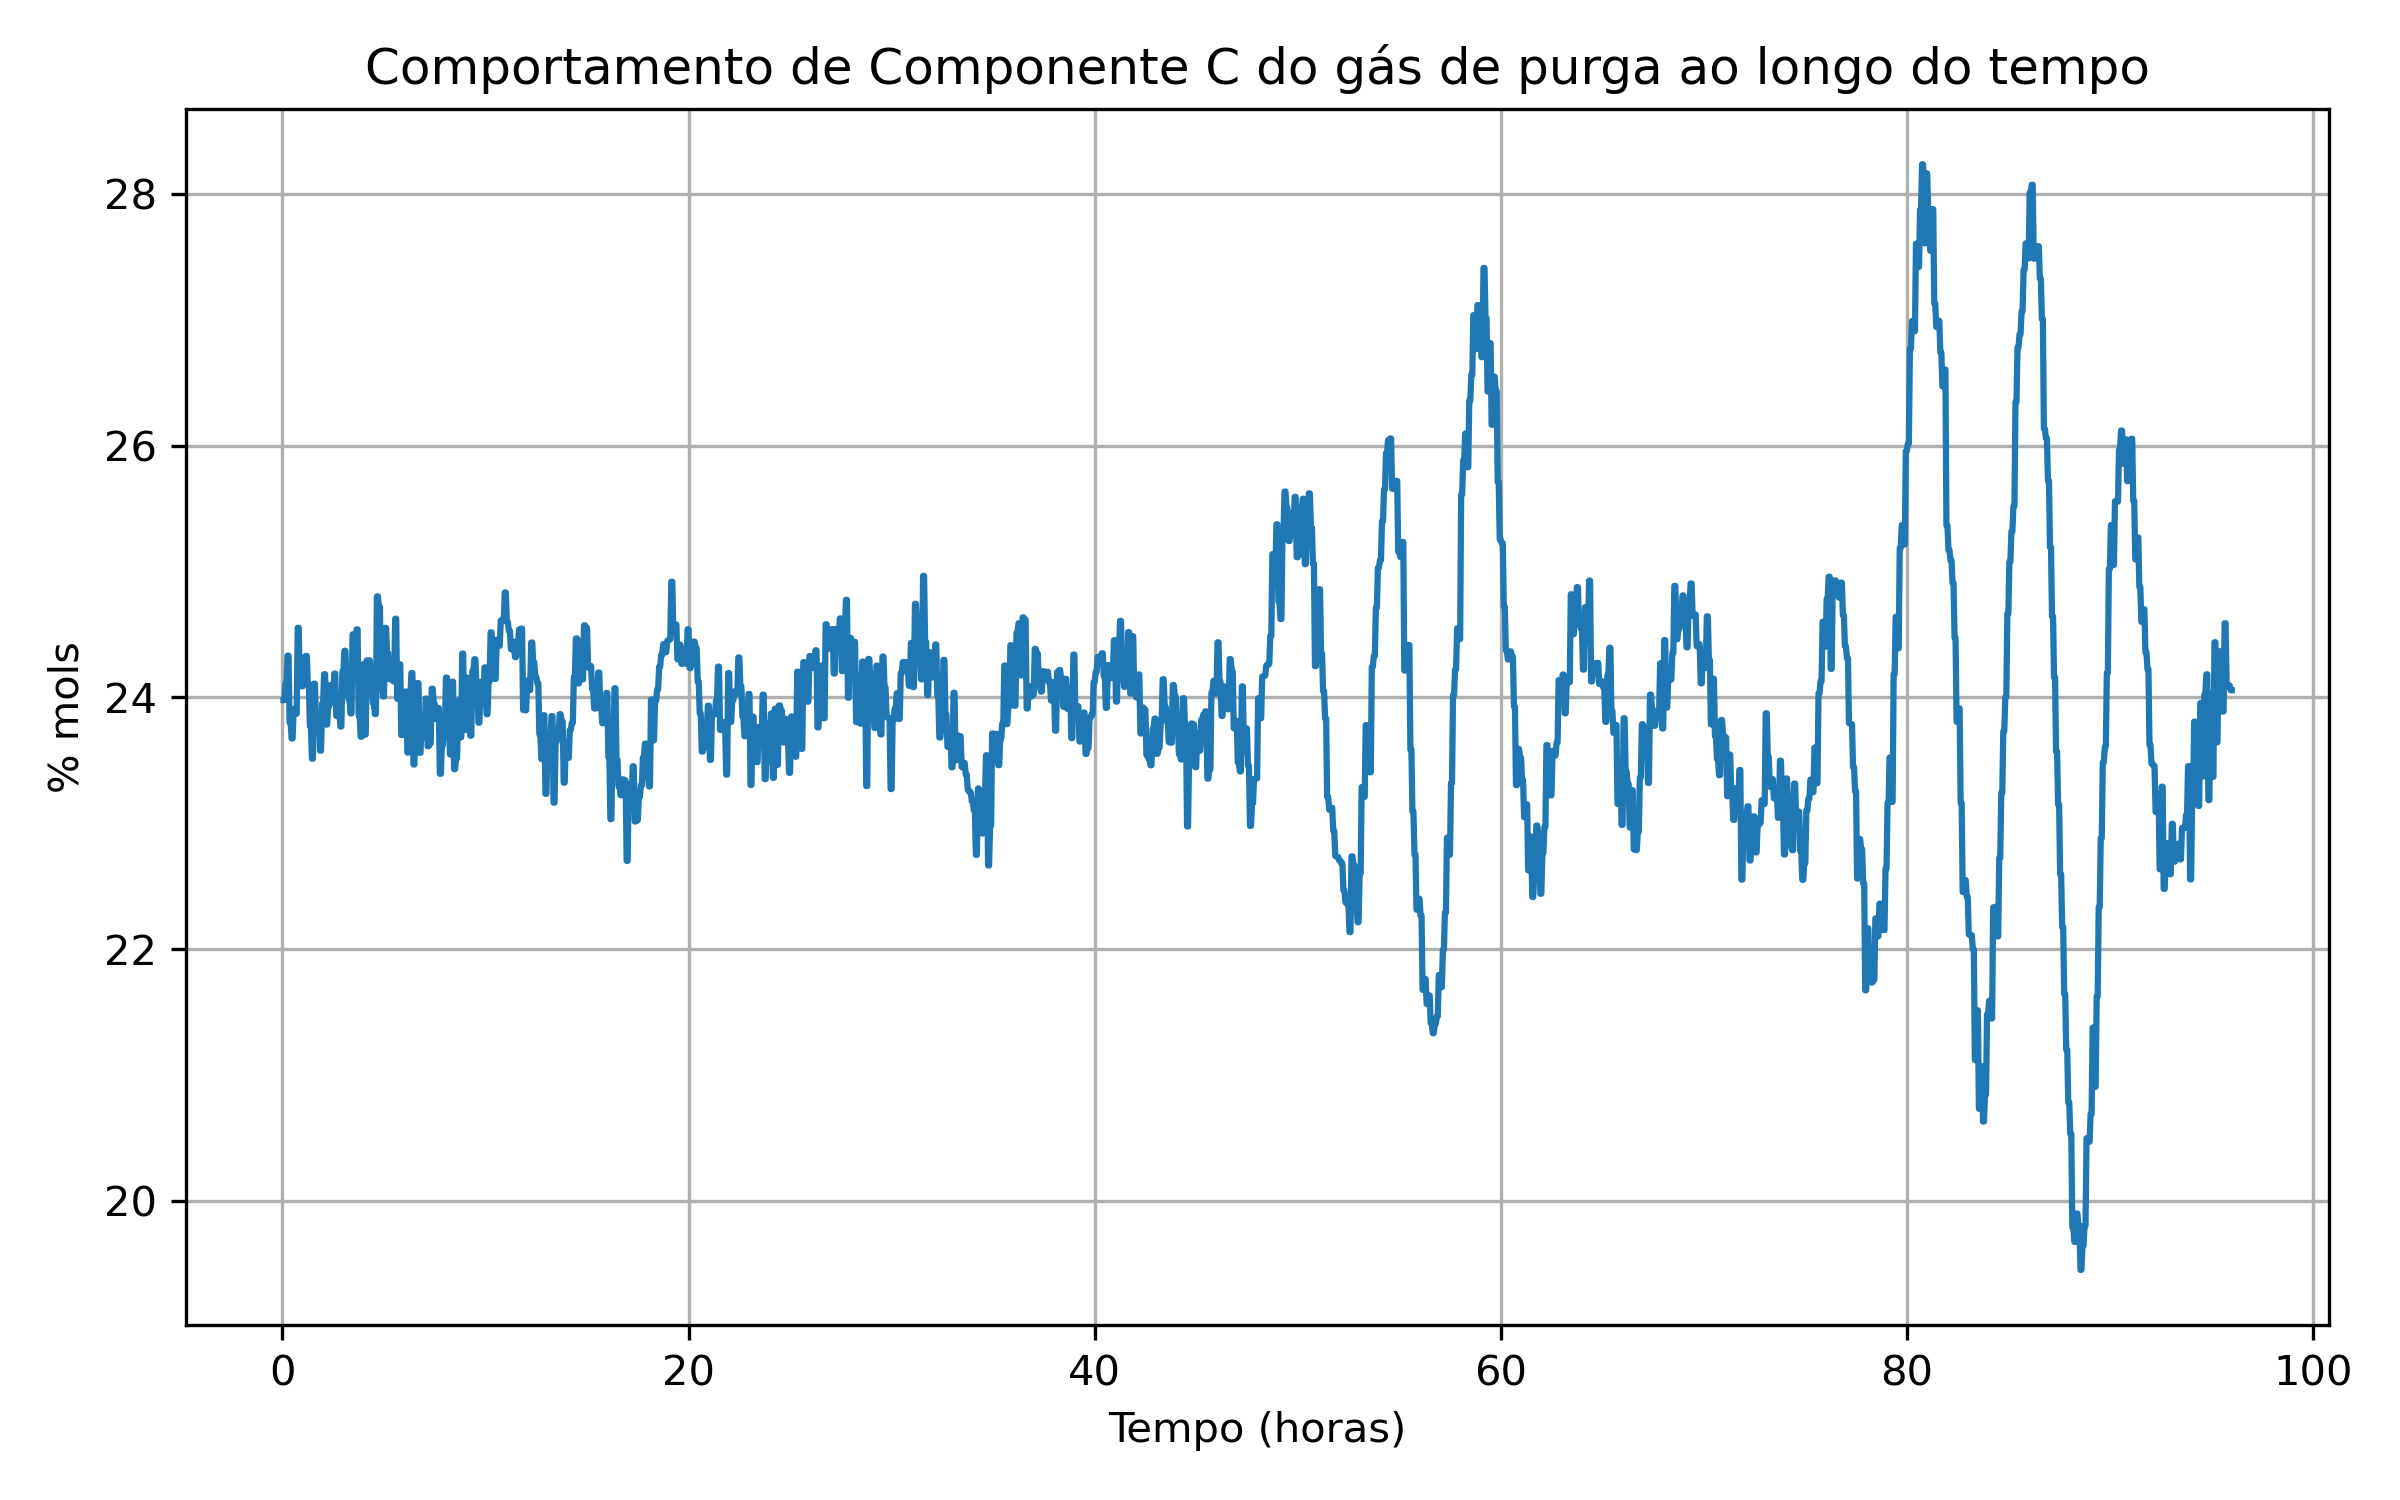 Comportamento de Componente C do gás de purga ao longo do tempo
% mols
28
26
24
22
20
0 20 40 60 80 100
Tempo (horas)